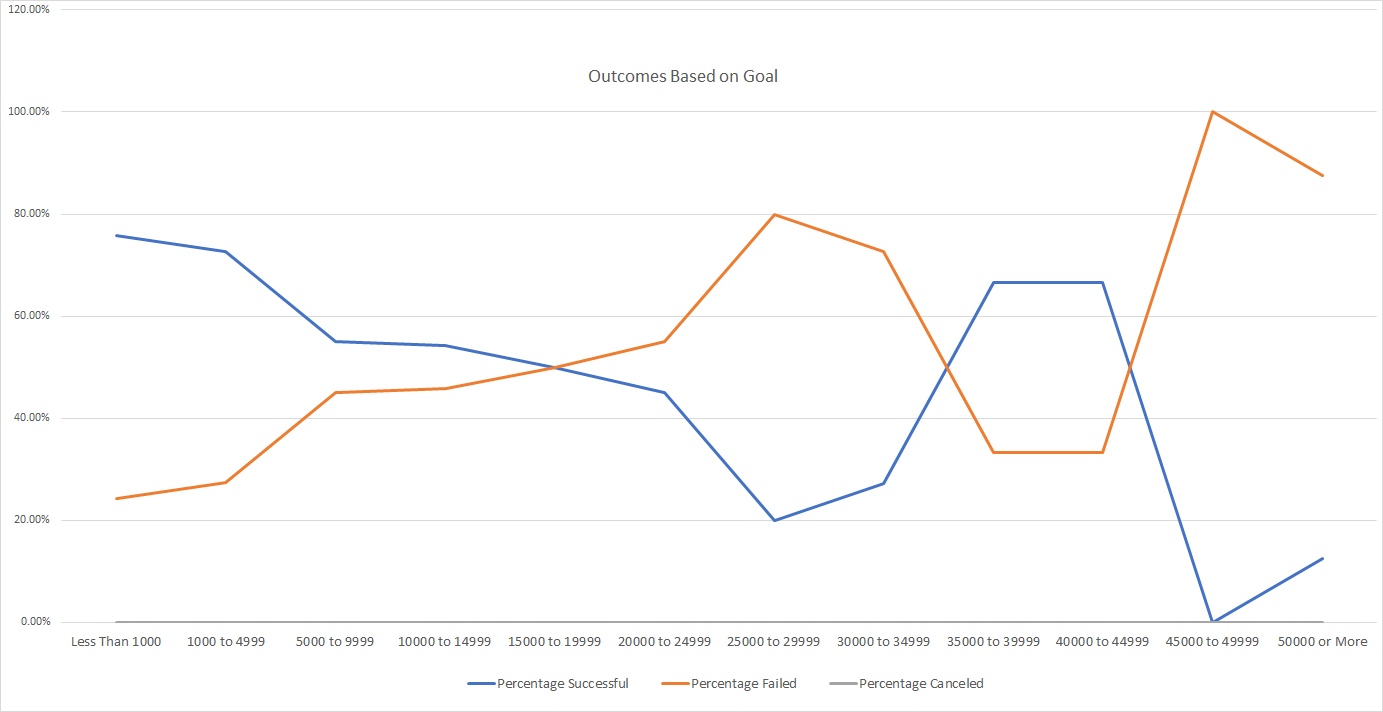 120.00%
Outcomes Based on Goal
100.00%
80.00%
60.00%
40.00%
20.00%
0.00%
Less Than 1000 1000 to 4999 5000 to 9999 10000 to 14999 15000 to 19999 20000 to 24999 25000 to 29999 30000 to 34999 35000 to 39999 40000 to 44999 45000 to 49999 50000 or More
Percentage Successful Percentage Failed Percentage Canceled